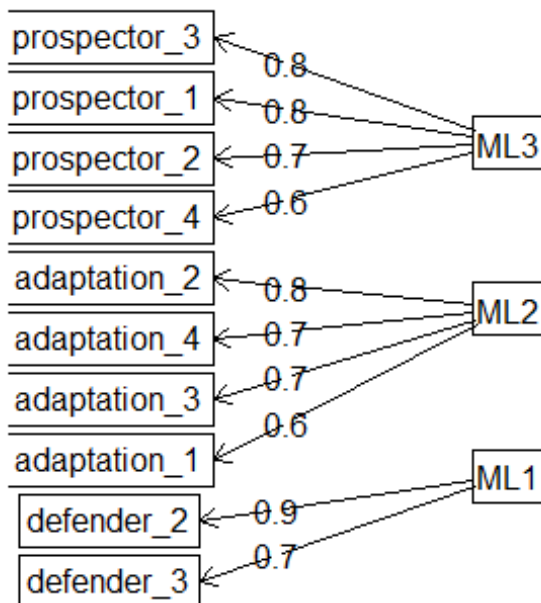 prospector_3
0.8
prospector_1
0.8
ML3
prospector_2
0.7
prospector_4
0.6
adaptation_2
0.8
ML2
adaptation_4
0.7
adaptation_3
0.7
adaptation_1
0.6
ML1
defender_2
0.9
defender_3
0.7